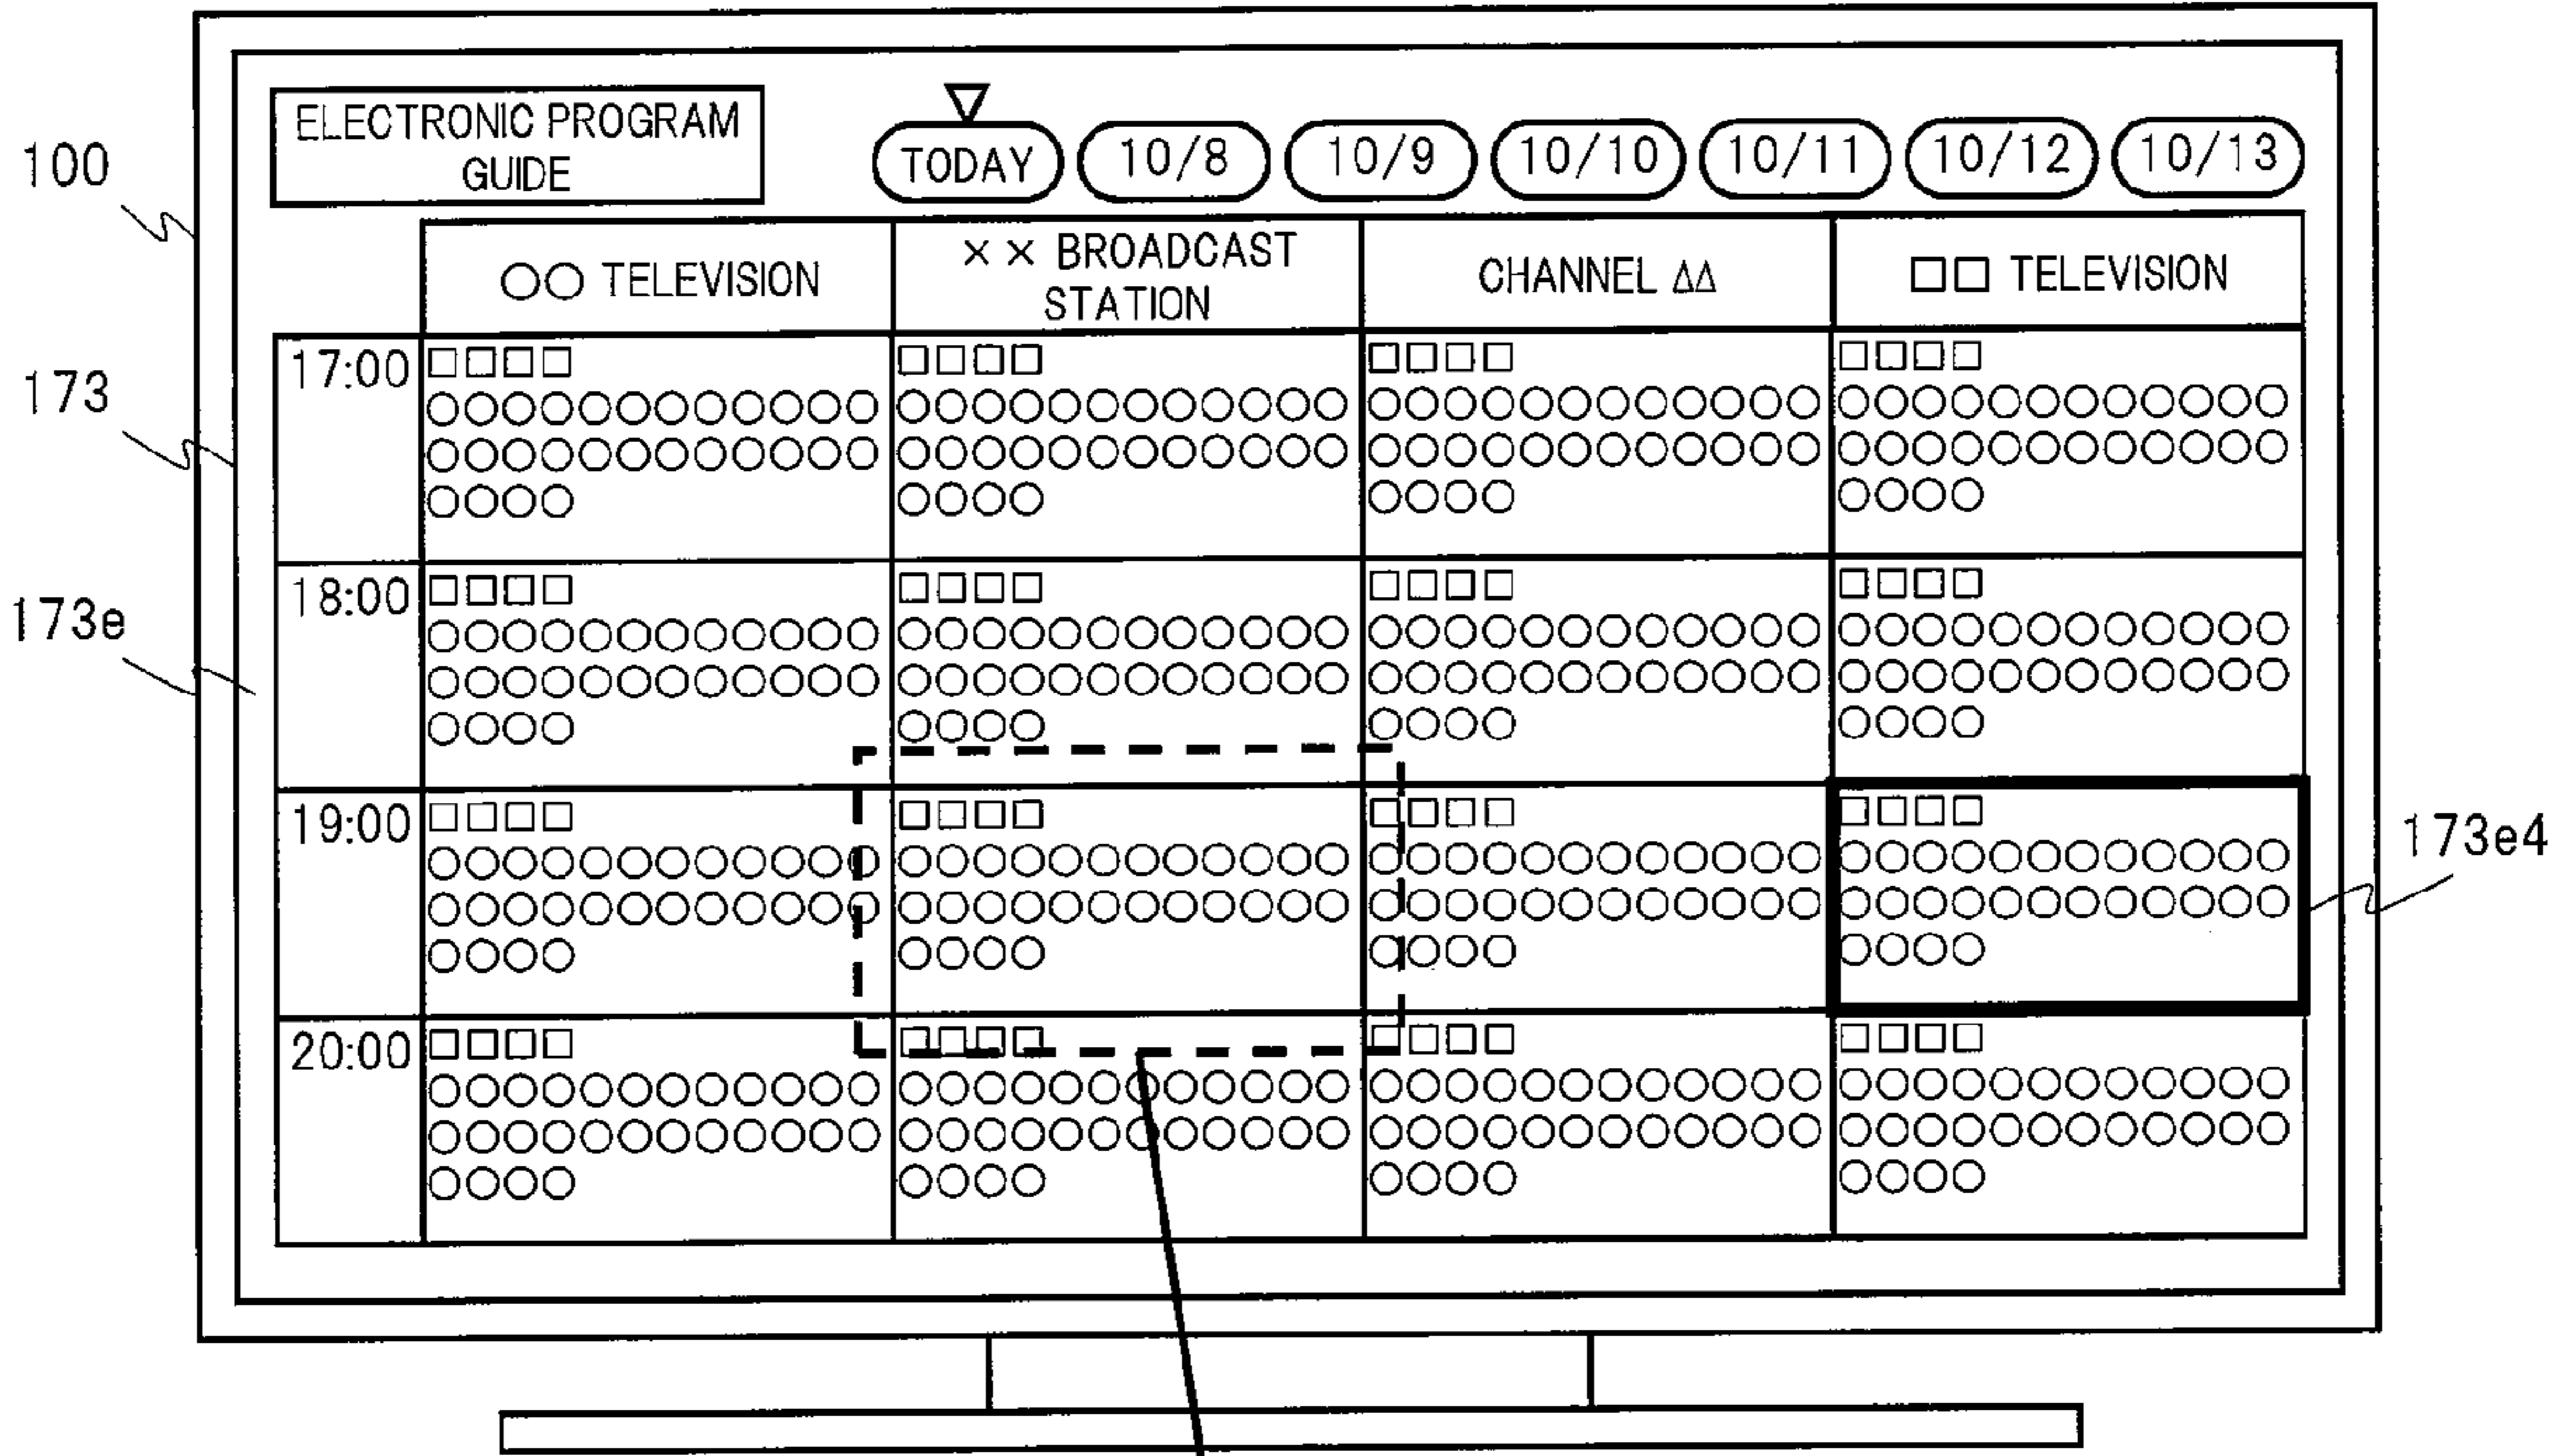 ELECTRONIC PROGRAM
GUIDE
TODAY 10/8 10/9 10/10 10/11 10/12 10/13
100
○○ TELEVISION
×× BROADCAST
STATION
CHANNEL ΔΔ
□□ TELEVISION
173
17:00
□□□□ □□□□ □□□□ □□□□
○○○○○○○○○○○○ ○○○○○○○○○○○○ ○○○○○○○○○○○○ ○○○○○○○○○○○○
○○○○○○○○○○○○ ○○○○○○○○○○○○ ○○○○○○○○○○○○ ○○○○○○○○○○○○
○○○○ ○○○○ ○○○○ ○○○○
173e
18:00
□□□□ □□□□ □□□□ □□□□
○○○○○○○○○○○○ ○○○○○○○○○○○○ ○○○○○○○○○○○○ ○○○○○○○○○○○○
○○○○○○○○○○○○ ○○○○○○○○○○○○ ○○○○○○○○○○○○ ○○○○○○○○○○○○
○○○○ ○○○○ ○○○○ ○○○○
19:00
□□□□ □□□□ □□□□ □□□□
○○○○○○○○○○○○ ○○○○○○○○○○○○ ○○○○○○○○○○○○ ○○○○○○○○○○○○
○○○○○○○○○○○○ ○○○○○○○○○○○○ ○○○○○○○○○○○○ ○○○○○○○○○○○○
○○○○ ○○○○ ○○○○ ○○○○
173e4
20:00
□□□□ □□□□ □□□□ □□□□
○○○○○○○○○○○○ ○○○○○○○○○○○○ ○○○○○○○○○○○○ ○○○○○○○○○○○○
○○○○○○○○○○○○ ○○○○○○○○○○○○ ○○○○○○○○○○○○ ○○○○○○○○○○○○
○○○○ ○○○○ ○○○○ ○○○○